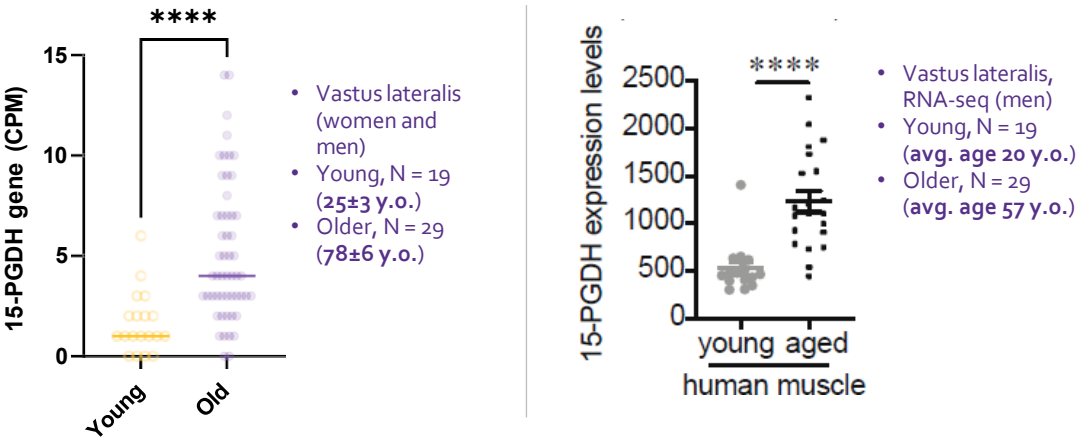 ****
15-PGDH gene (CPM)
15
10
5
0
Young
Old
• Vastus lateralis
(women and
men)
• Young, N = 19
(25±3 y.o.)
• Older, N = 29
(78±6 y.o.)
15-PGDH expression levels
****
2500
2000
1500
1000
500
0
young aged
human muscle
• Vastus lateralis,
RNA-seq (men)
• Young, N = 19
(avg. age 20 y.o.)
• Older, N = 29
(avg. age 57 y.o.)